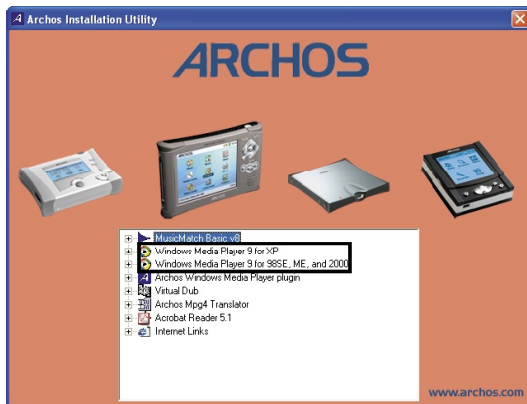 Archos Installation Utility
ARCHOS
MusicMatch Basic v8
Windows Media Player 9 for XP
Windows Media Player 9 for 98SE, ME, and 2000
Archos Windows Media Player plugin
Virtual Dub
Archos Mpg4 Translator
Acrobat Reader 5.1
Internet Links
www.archos.com